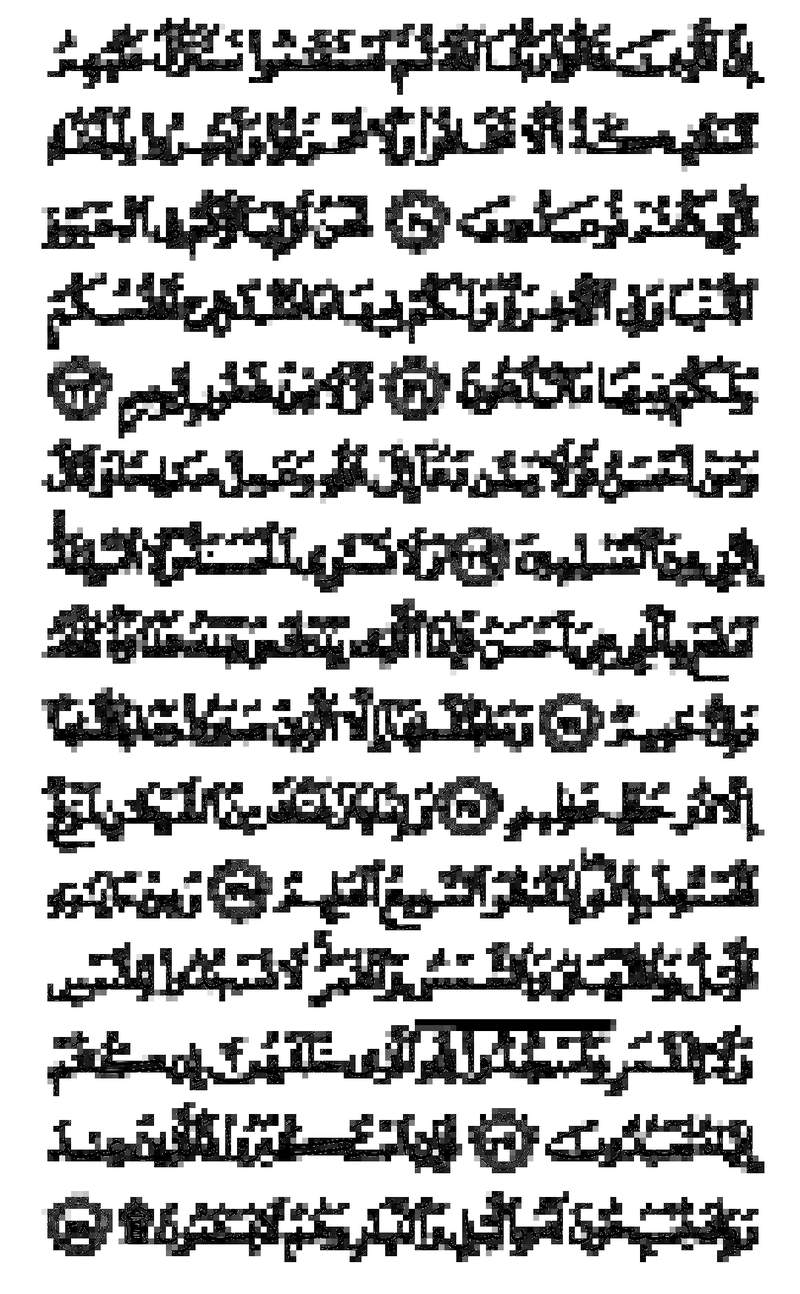 إن الذين قالوا ربنا الله ثم استقاموا تتنزل عليهم
الملائكة ألا تخافوا ولا تحزنوا وأبشروا بالجنة
التي كنتم توعدون ٣٠ نحن أولياؤكم في الحياة
الدنيا وفي الآخرة ولكم فيها ما تشتهي أنفسكم
ولكم فيها ما تدعون ٣١ نزلا من غفور رحيم ٣٢
ومن أحسن قولا ممن دعا إلى الله وعمل صالحا وقال
إنني من المسلمين ٣٣ ولا تستوي الحسنة ولا السيئة
ادفع بالتي هي أحسن فإذا الذي بينك وبينه عداوة كأنه
ولي حميم ٣٤ وما يلقاها إلا الذين صبروا وما يلقاها
إلا ذو حظ عظيم ٣٥ وإما ينزغنك من الشيطان نزغ
فاستعذ بالله إنه هو السميع العليم ٣٦ ومن آياته
الليل والنهار والشمس والقمر لا تسجدوا للشمس
ولا للقمر واسجدوا لله الذي خلقهن إن كنتم
إياه تعبدون ٣٧ فإن استكبروا فالذين عند
ربك يسبحون له بالليل والنهار وهم لا يسأمون ۩ ٣٨